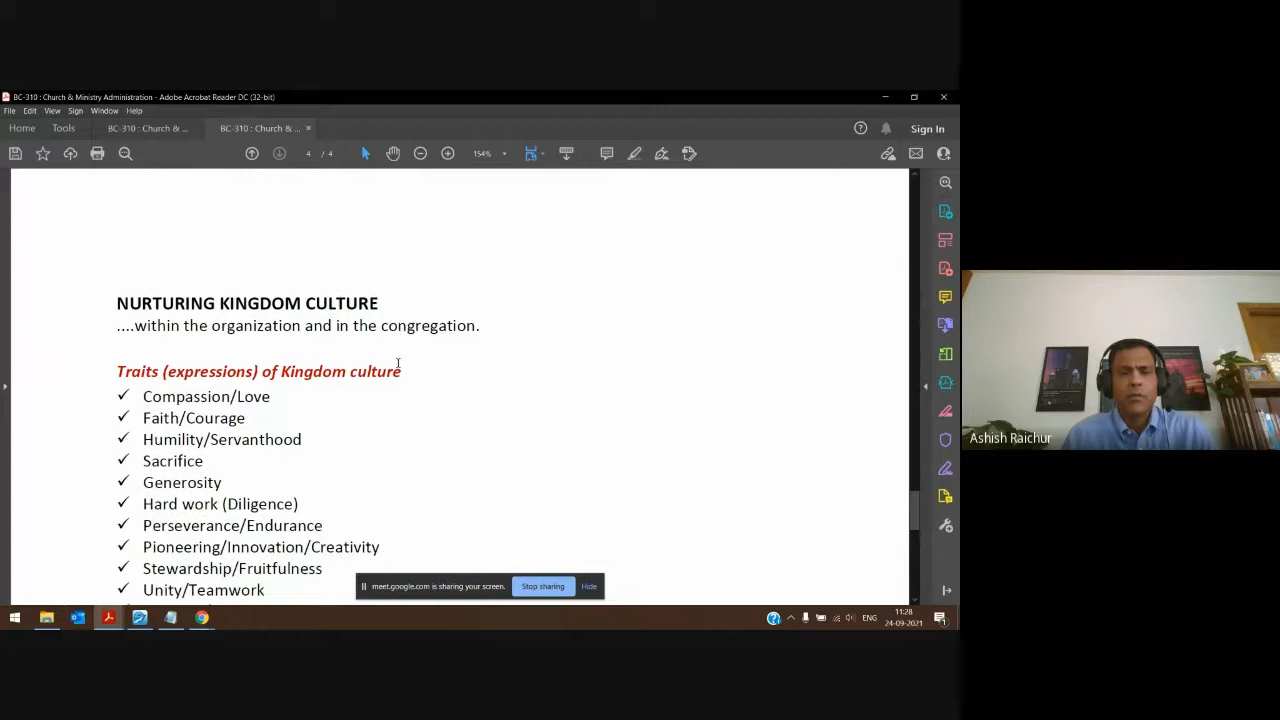 BC-310 : Church & Ministry Administration - Adobe Acrobat Reader DC (32-bit)
File Edit View Sign Window Help
Home Tools BC-310 : Church & ... BC-310 : Church & ... × Sign In
4 / 4 154%
NURTURING KINGDOM CULTURE
....within the organization and in the congregation.
Traits (expressions) of Kingdom culture
✓ Compassion/Love
✓ Faith/Courage
✓ Humility/Servanthood
✓ Sacrifice
✓ Generosity
✓ Hard work (Diligence)
✓ Perseverance/Endurance
✓ Pioneering/Innovation/Creativity
✓ Stewardship/Fruitfulness
✓ Unity/Teamwork
meet.google.com is sharing your screen. Stop sharing Hide
ENG 11:28
24-09-2021
Ashish Raichur